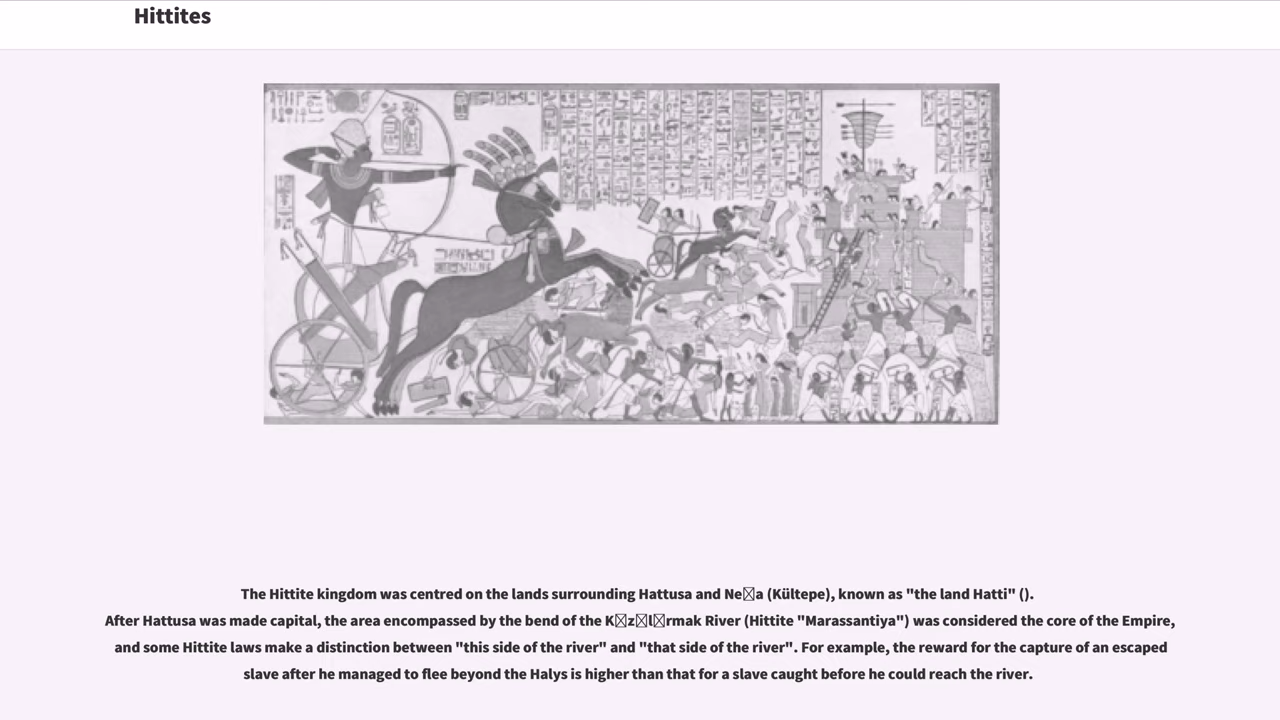 Hittites
The Hittite kingdom was centred on the lands surrounding Hattusa and Ne□a (Kültepe), known as "the land Hatti" ().
After Hattusa was made capital, the area encompassed by the bend of the K□z□l□rmak River (Hittite "Marassantiya") was considered the core of the Empire,
and some Hittite laws make a distinction between "this side of the river" and "that side of the river". For example, the reward for the capture of an escaped
slave after he managed to flee beyond the Halys is higher than that for a slave caught before he could reach the river.